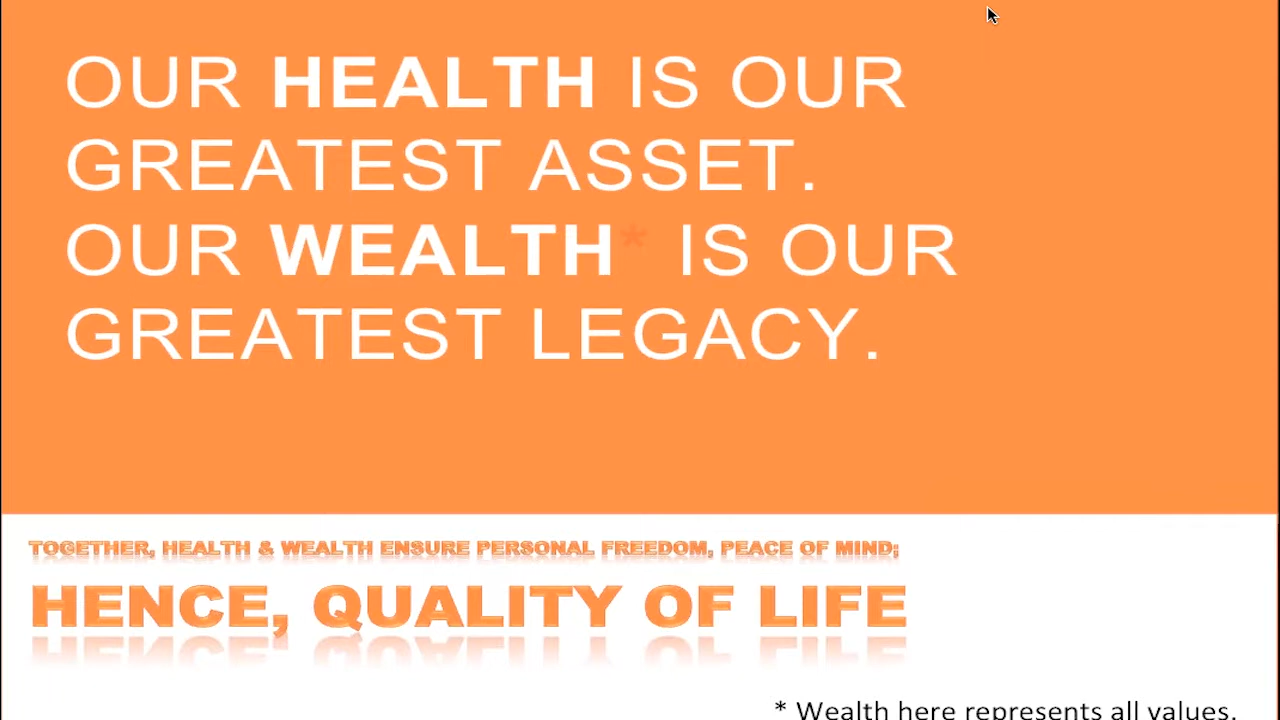 OUR HEALTH IS OUR
GREATEST ASSET.
OUR WEALTH* IS OUR
GREATEST LEGACY.
TOGETHER, HEALTH & WEALTH ENSURE PERSONAL FREEDOM, PEACE OF MIND;
HENCE, QUALITY OF LIFE
* Wealth here represents all values.